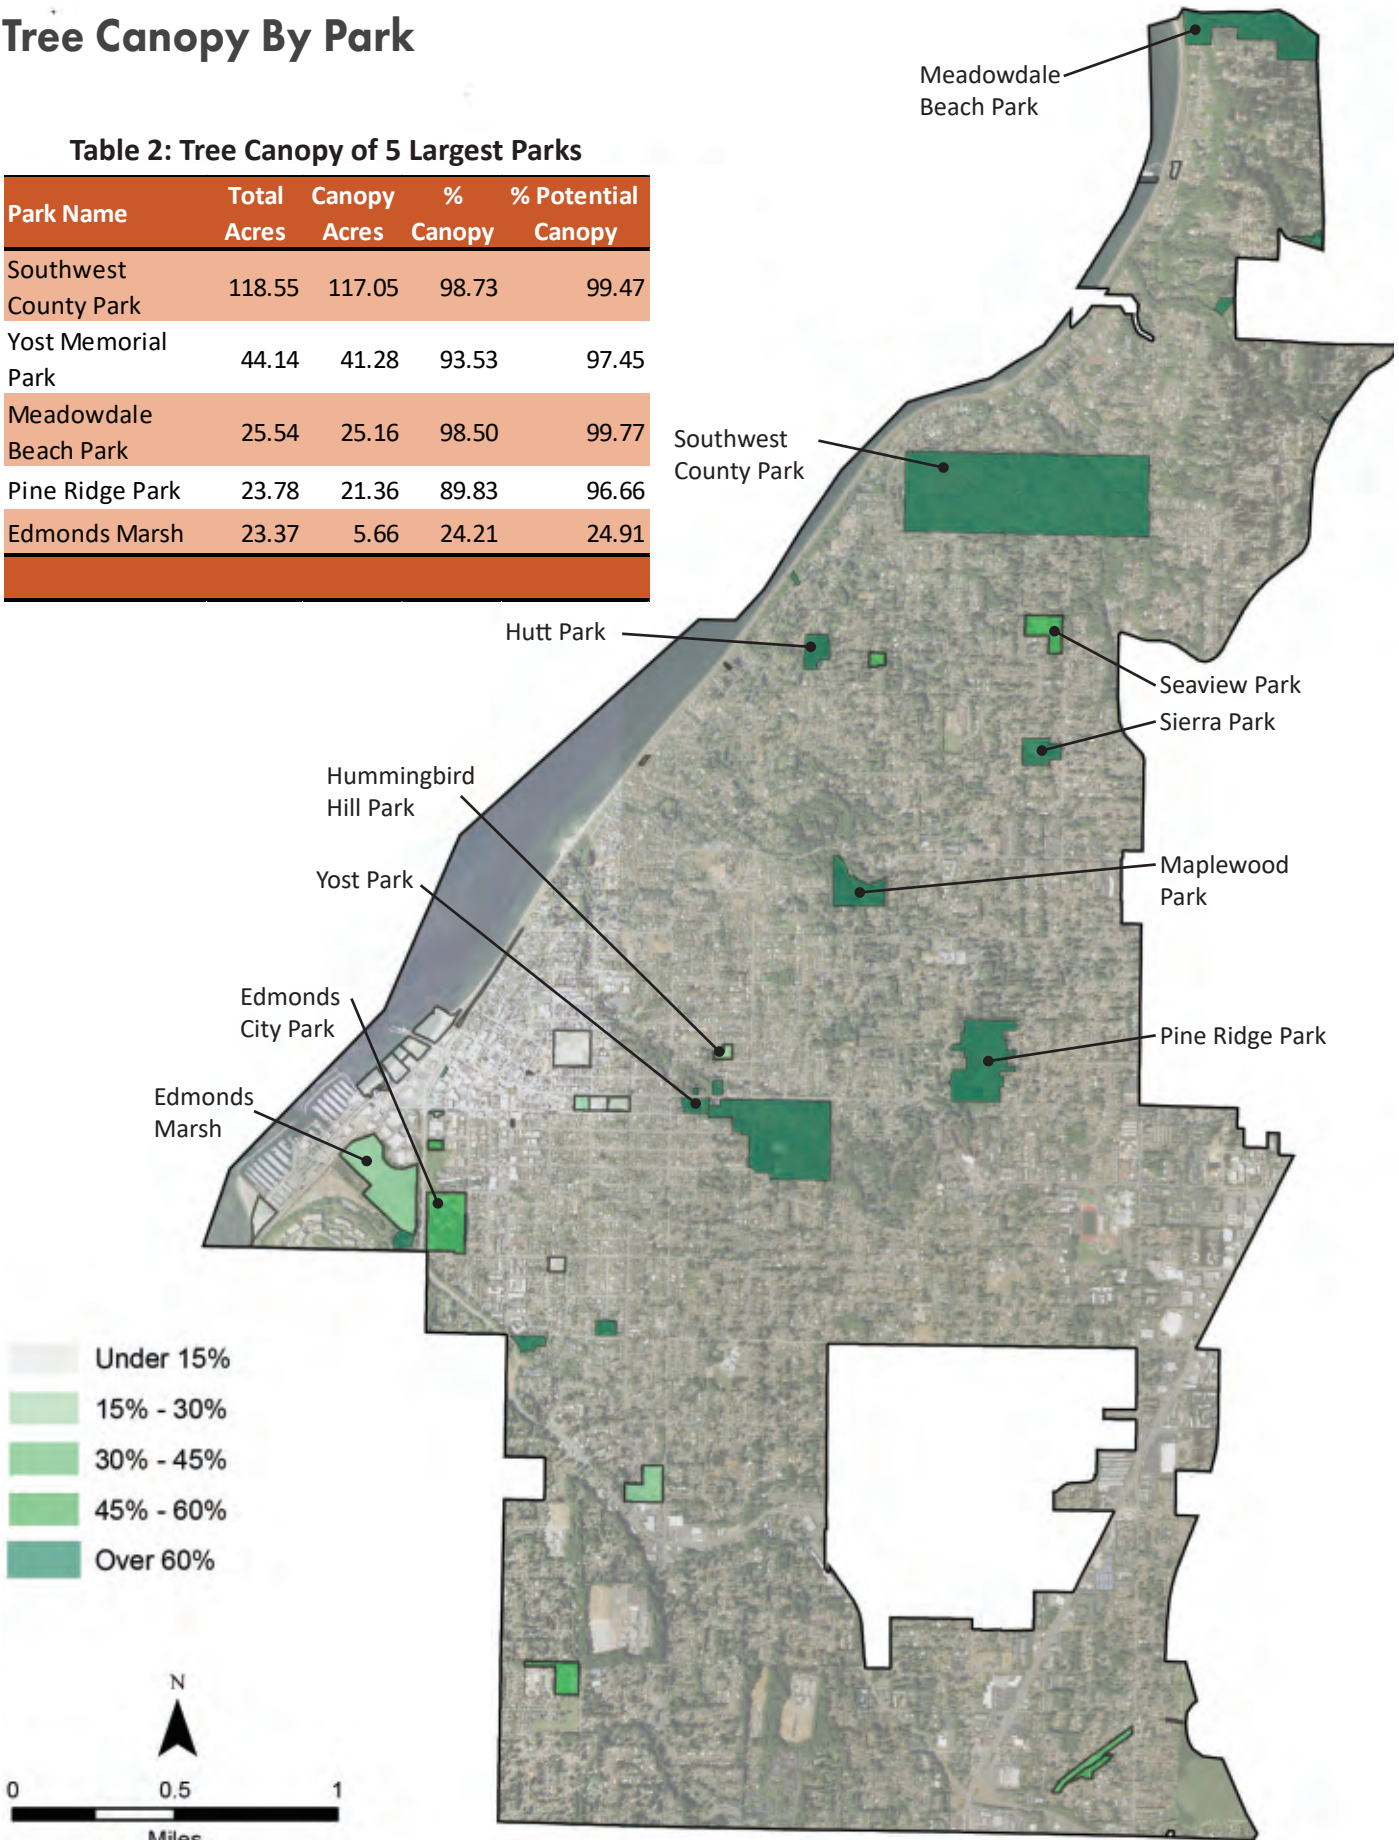 Tree Canopy By Park
Table 2: Tree Canopy of 5 Largest Parks
Park Name Total Acres Canopy Acres % Canopy % Potential Canopy
Southwest County Park 118.55 117.05 98.73 99.47
Yost Memorial Park 44.14 41.28 93.53 97.45
Meadowdale Beach Park 25.54 25.16 98.50 99.77
Pine Ridge Park 23.78 21.36 89.83 96.66
Edmonds Marsh 23.37 5.66 24.21 24.91
Meadowdale
Beach Park
Southwest
County Park
Hutt Park
Seaview Park
Sierra Park
Hummingbird
Hill Park
Yost Park
Maplewood
Park
Edmonds
City Park
Pine Ridge Park
Edmonds
Marsh
Under 15%
15% - 30%
30% - 45%
45% - 60%
Over 60%
N
0 0.5 1
Miles